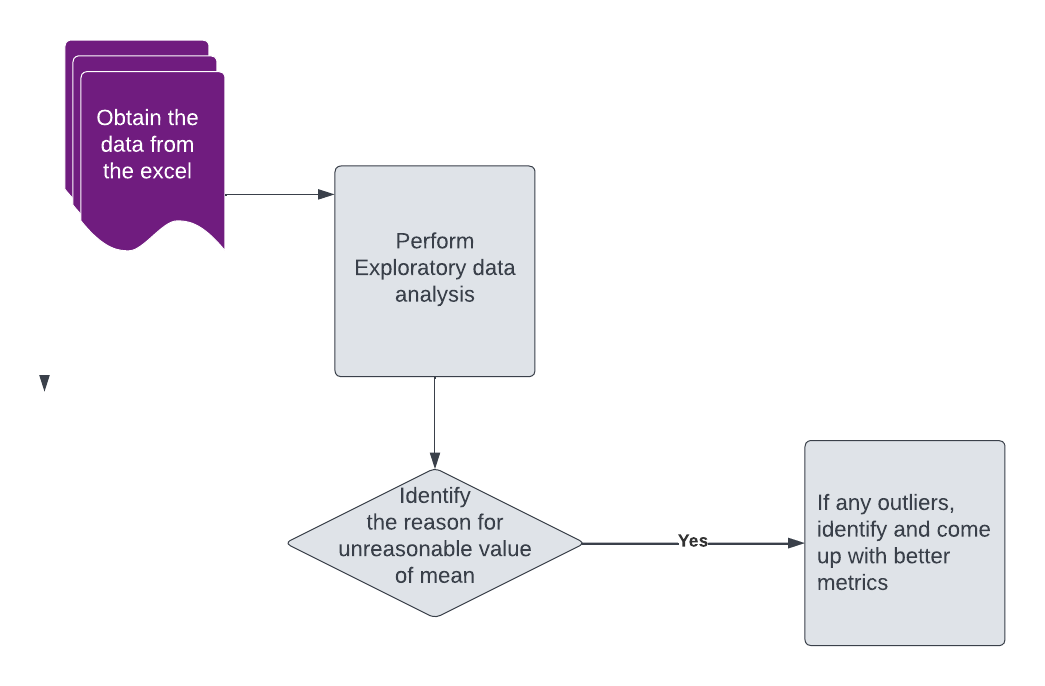 Obtain the
data from
the excel
Perform
Exploratory data
analysis
Identify
the reason for
unreasonable value
of mean
Yes
If any outliers,
identify and come
up with better
metrics